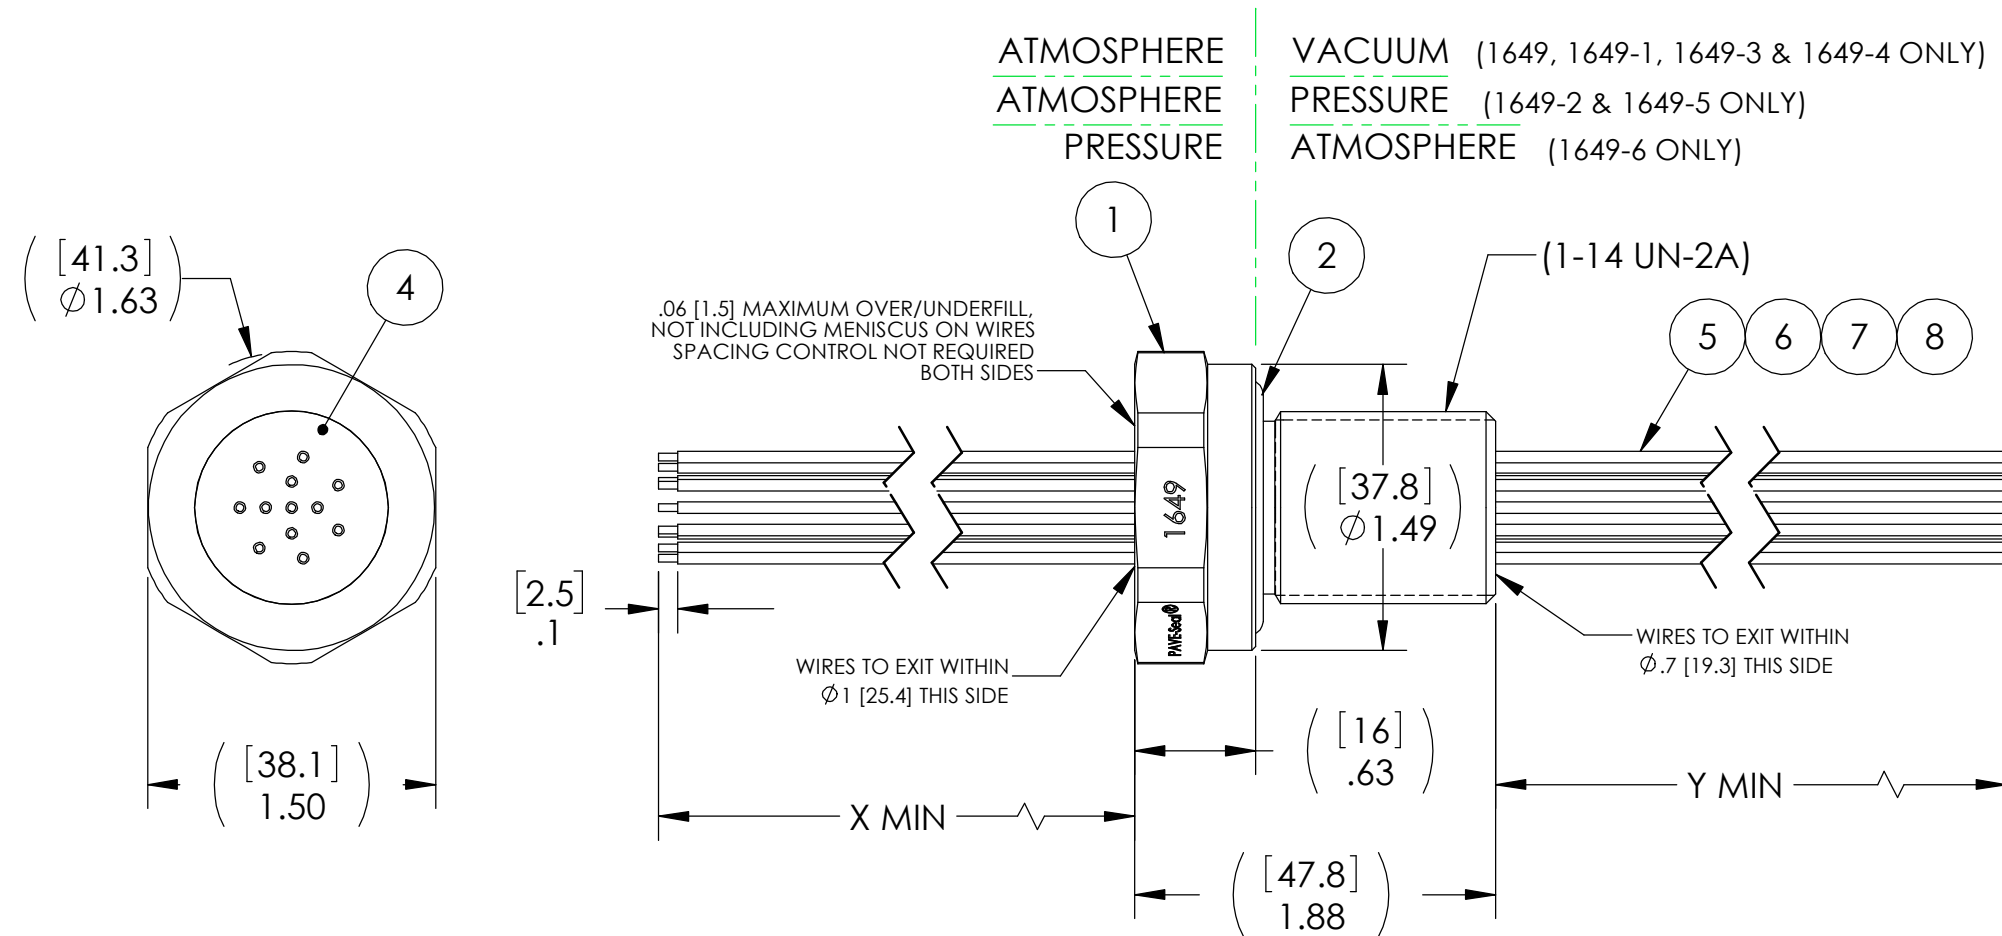 ATMOSPHERE VACUUM (1649, 1649-1, 1649-3 & 1649-4 ONLY)
ATMOSPHERE PRESSURE (1649-2 & 1649-5 ONLY)
PRESSURE ATMOSPHERE (1649-6 ONLY)
1
2
(1-14 UN-2A)
([41.3]
∅1.63)
4
.06 [1.5] MAXIMUM OVER/UNDERFILL,
NOT INCLUDING MENISCUS ON WIRES
SPACING CONTROL NOT REQUIRED
BOTH SIDES
5 6 7 8
1649
PAVE-Seal®
([37.8]
∅1.49)
[2.5]
.1
WIRES TO EXIT WITHIN
∅1 [25.4] THIS SIDE
WIRES TO EXIT WITHIN
∅.7 [19.3] THIS SIDE
([38.1]
1.50)
([16]
.63)
X MIN
Y MIN
([47.8]
1.88)